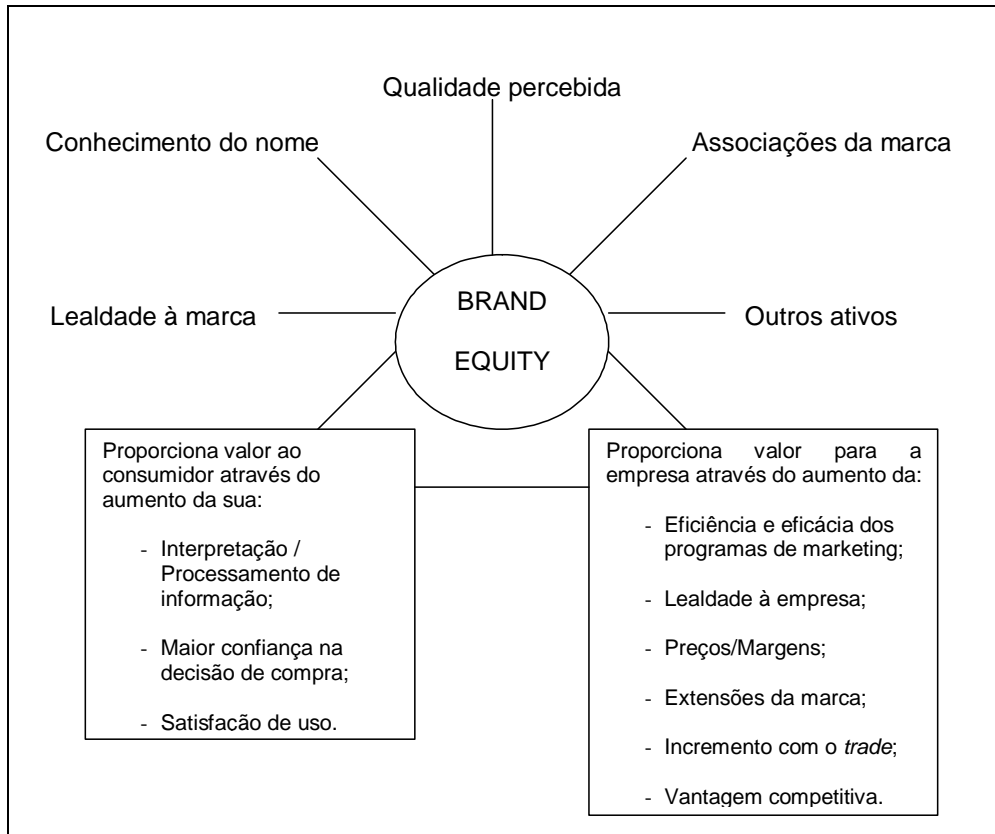 Qualidade percebida
Conhecimento do nome
Associações da marca
BRAND
EQUITY
Lealdade à marca
Outros ativos
Proporciona valor ao
consumidor através do
aumento da sua:
- Interpretação /
Processamento de
informação;
- Maior confiança na
decisão de compra;
- Satisfação de uso.
Proporciona valor para a
empresa através do aumento da:
- Eficiência e eficácia dos
programas de marketing;
- Lealdade à empresa;
- Preços/Margens;
- Extensões da marca;
- Incremento com o trade;
- Vantagem competitiva.